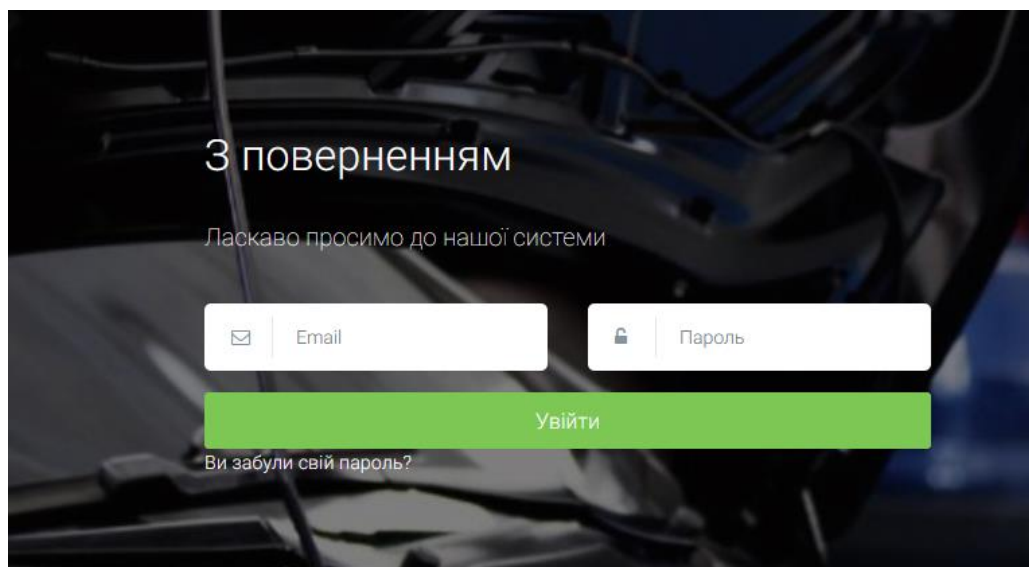 З поверненням
Ласкаво просимо до нашої системи
Email
Пароль
Увійти
Ви забули свій пароль?